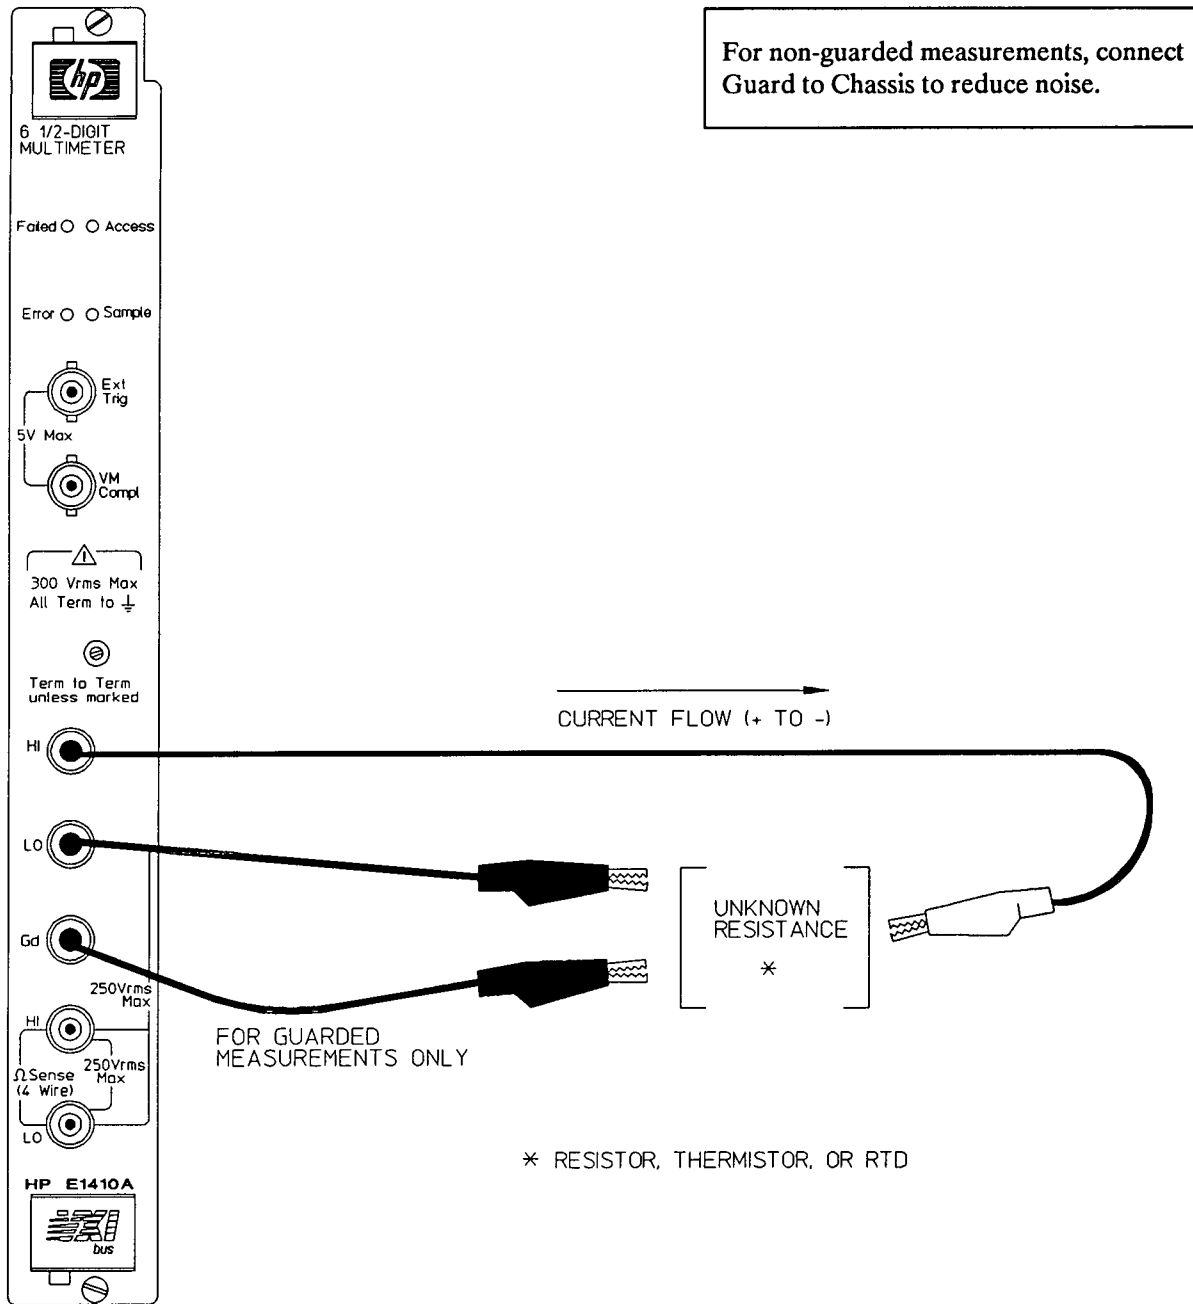 For non-guarded measurements, connect
Guard to Chassis to reduce noise.
hp
6 1/2-DIGIT
MULTIMETER
Failed
Access
Error
Sample
Ext
Trig
5V Max
VM
Compl
300 Vrms Max
All Term to
Term to Term
unless marked
CURRENT FLOW (+ TO -)
HI
LO
UNKNOWN
RESISTANCE
*
Gd
250Vrms
Max
HI
FOR GUARDED
MEASUREMENTS ONLY
ΩSense
(4 Wire)
250Vrms
Max
LO
* RESISTOR, THERMISTOR, OR RTD
HP E1410A
VXI
bus